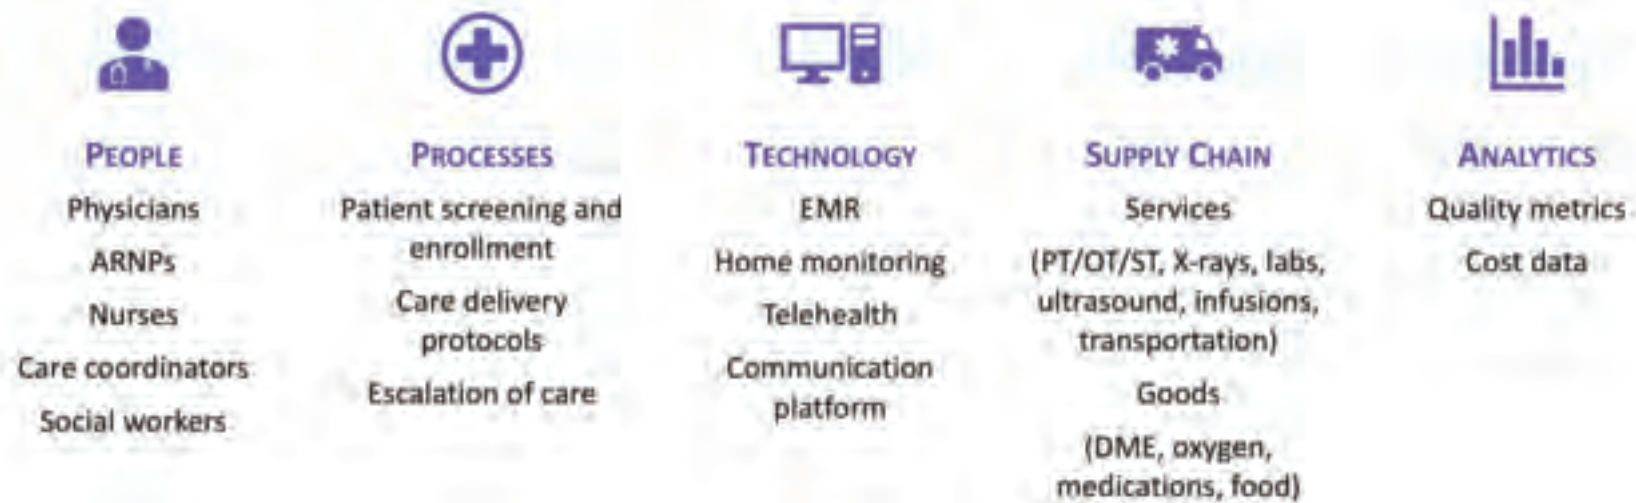 PEOPLE
Physicians
ARNPs
Nurses
Care coordinators
Social workers
PROCESSES
Patient screening and
enrollment
Care delivery
protocols
Escalation of care
TECHNOLOGY
EMR
Home monitoring
Telehealth
Communication
platform
SUPPLY CHAIN
Services
(PT/OT/ST, X-rays, labs,
ultrasound, infusions,
transportation)
Goods
(DME, oxygen,
medications, food)
ANALYTICS
Quality metrics
Cost data